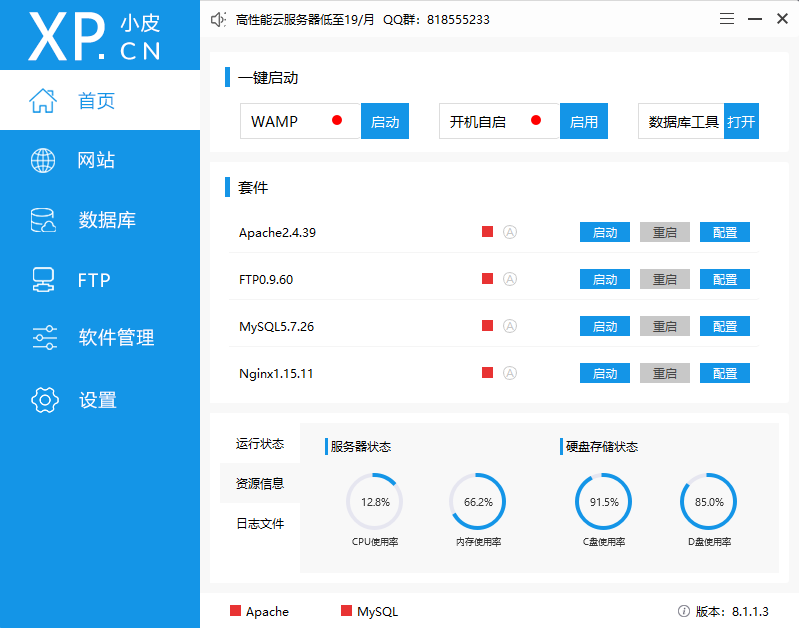 XP.CN 小皮
高性能云服务器低至19/月 QQ群：818555233
首页
网站
数据库
FTP
软件管理
设置
一键启动
WAMP 启动 开机自启 启用 数据库工具 打开
套件
Apache2.4.39 A 启动 重启 配置
FTP0.9.60 A 启动 重启 配置
MySQL5.7.26 A 启动 重启 配置
Nginx1.15.11 A 启动 重启 配置
运行状态
资源信息
日志文件
服务器状态 硬盘存储状态
12.8% 66.2% 91.5% 85.0%
CPU使用率 内存使用率 C盘使用率 D盘使用率
Apache MySQL 版本：8.1.1.3